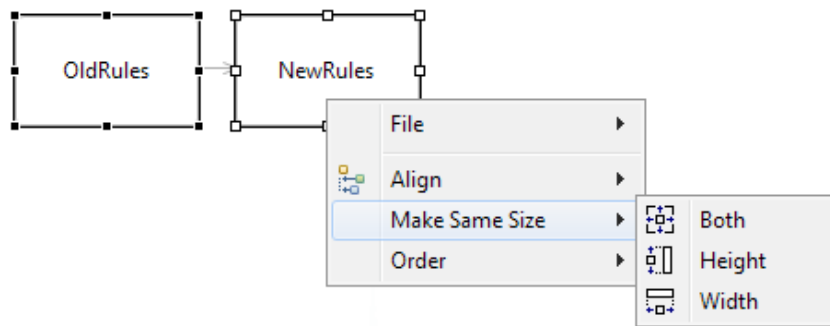 OldRules
NewRules
File
Align
Make Same Size
Order
Both
Height
Width